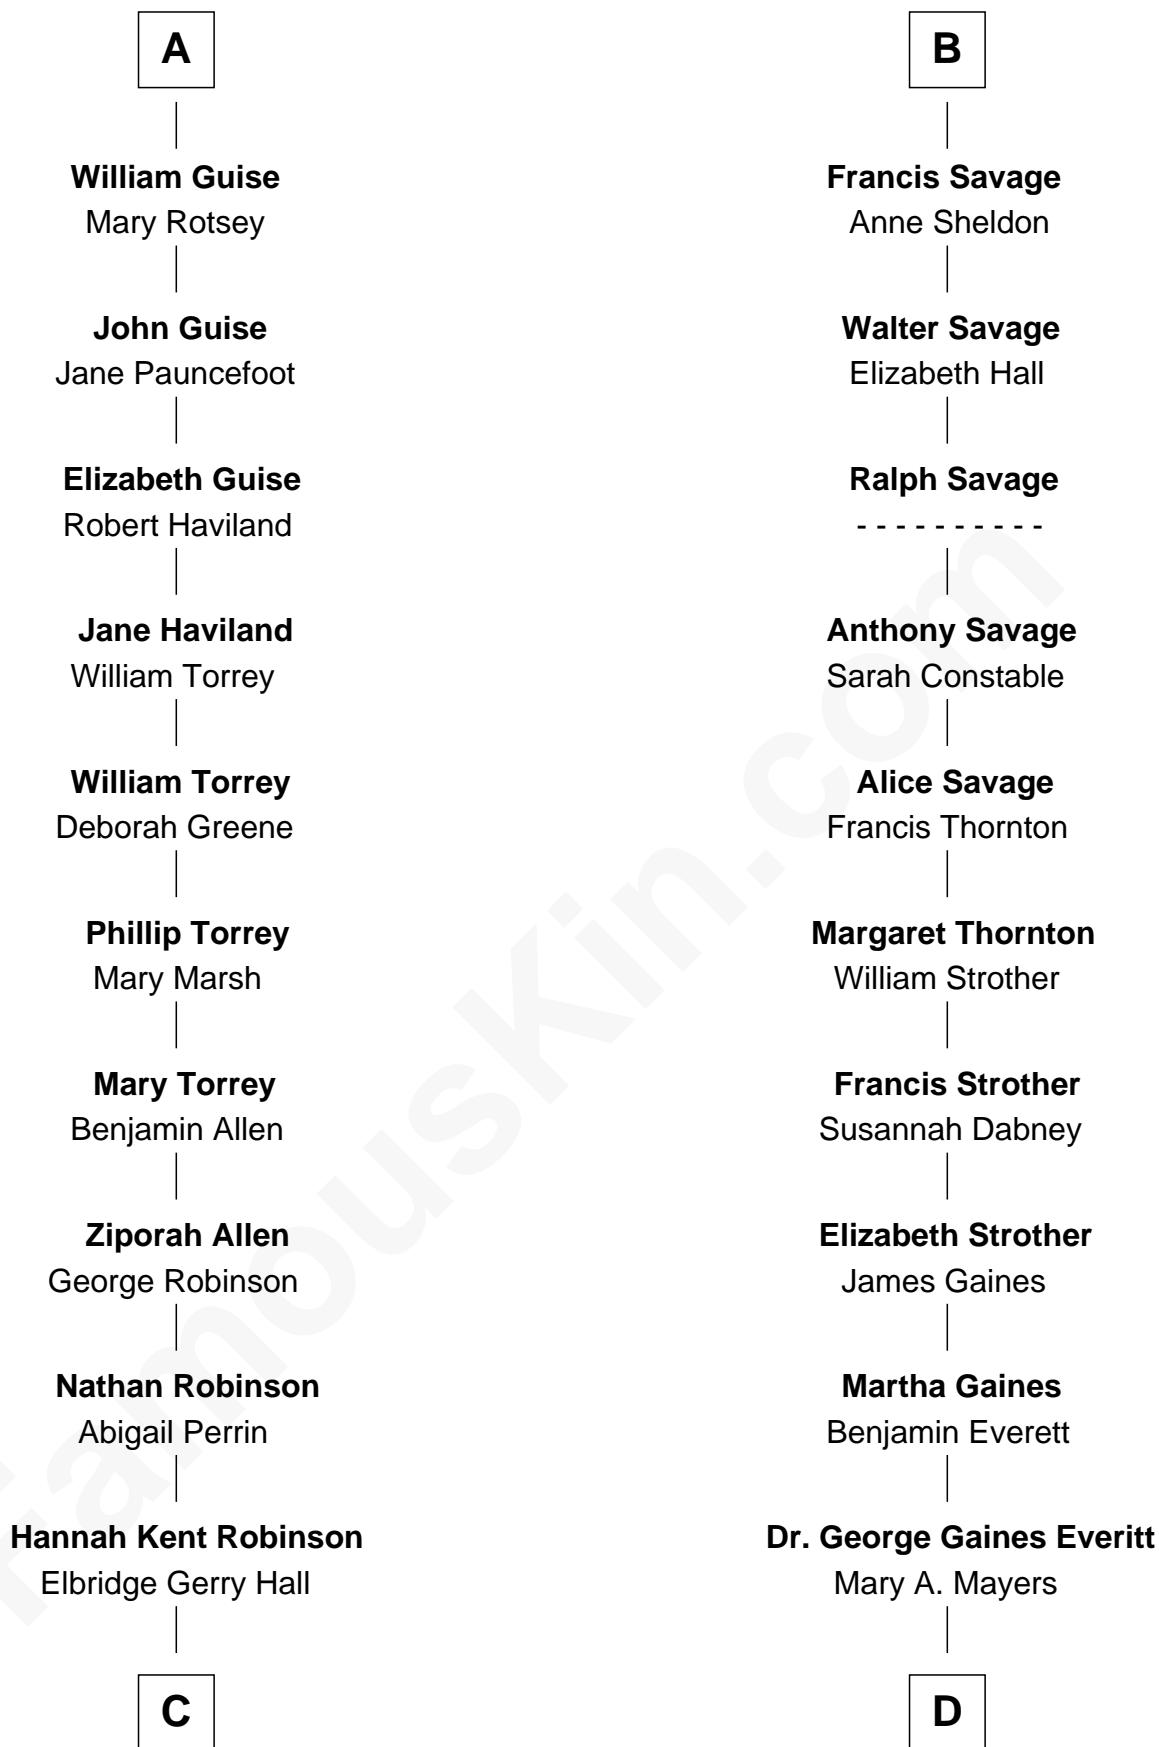 A
William Guise
Mary Rotsey
John Guise
Jane Pauncefoot
Elizabeth Guise
Robert Haviland
Jane Haviland
William Torrey
William Torrey
Deborah Greene
Phillip Torrey
Mary Marsh
Mary Torrey
Benjamin Allen
Ziporah Allen
George Robinson
Nathan Robinson
Abigail Perrin
Hannah Kent Robinson
Elbridge Gerry Hall
C
B
Francis Savage
Anne Sheldon
Walter Savage
Elizabeth Hall
Ralph Savage
- - - - - - - - - -
Anthony Savage
Sarah Constable
Alice Savage
Francis Thornton
Margaret Thornton
William Strother
Francis Strother
Susannah Dabney
Elizabeth Strother
James Gaines
Martha Gaines
Benjamin Everett
Dr. George Gaines Everitt
Mary A. Mayers
D
FamousKin.com